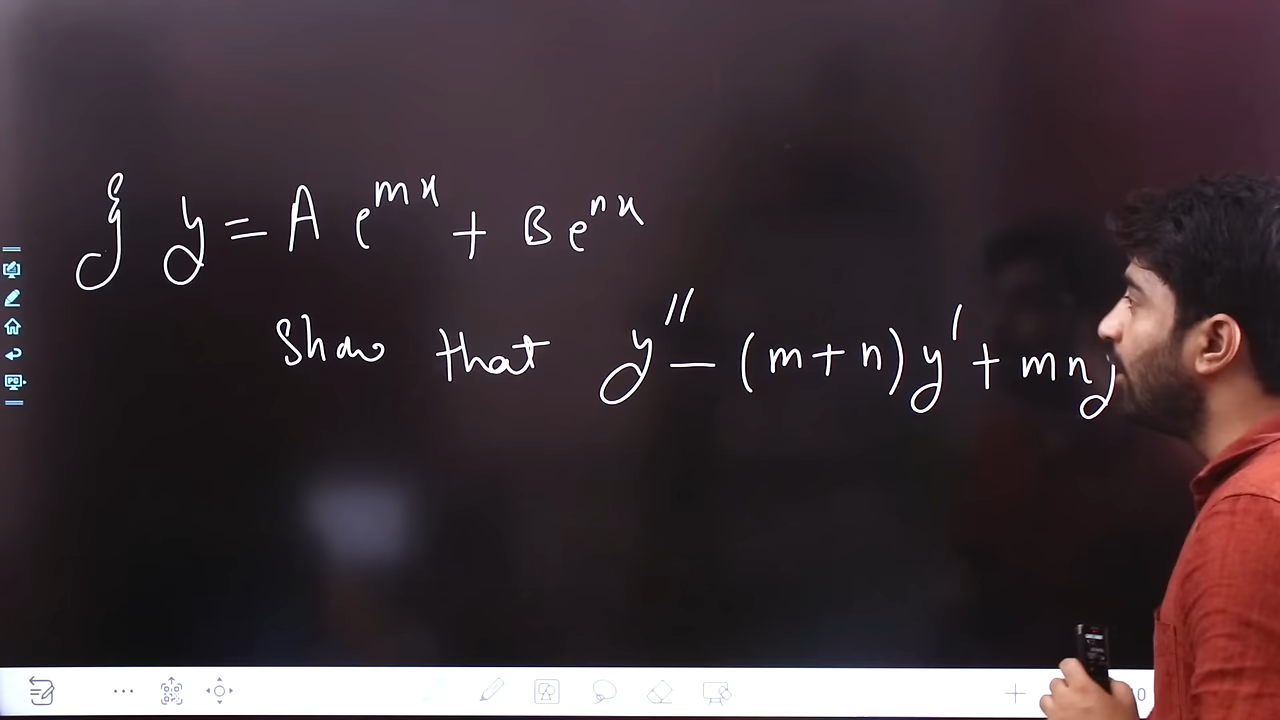 If y = A e^{mx} + B e^{nx}
Show that y'' - (m+n) y' + mny